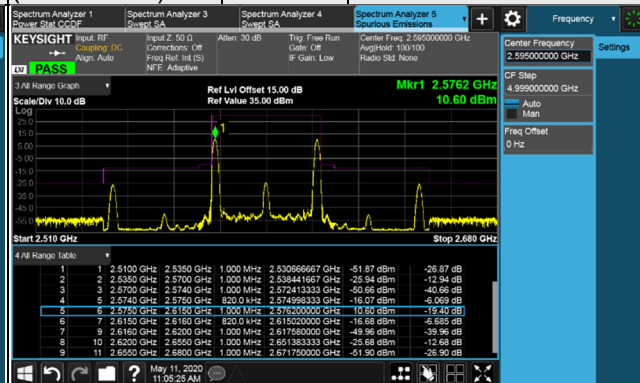 Spectrum Analyzer 1
Power Stat CCDF
Spectrum Analyzer 3
Swept SA
Spectrum Analyzer 4
Swept SA
Spectrum Analyzer 5
Spurious Emissions
+
Frequency
KEYSIGHT
LXI
PASS
Input: RF
Coupling: DC
Align: Auto
Input Z: 50 Ω
Corrections: Off
Freq Ref: Int (S)
NFE: Adaptive
Atten: 30 dB
Trig: Free Run
Gate: Off
IF Gain: Low
Center Freq: 2.595000000 GHz
Avg|Hold: 100/100
Radio Std: None
Center Frequency
2.595000000 GHz
Settings
CF Step
4.999000000 GHz
Auto
Man
Freq Offset
0 Hz
3 All Range Graph
Scale/Div 10.0 dB
Ref Lvl Offset 15.00 dB
Ref Value 35.00 dBm
Mkr1 2.5762 GHz
10.60 dBm
Log
25.0
15.0
5.00
-5.00
-15.0
-25.0
-35.0
-45.0
-55.0
1
Start 2.510 GHz
Stop 2.680 GHz
4 All Range Table
1 1 2.5100 GHz 2.5350 GHz 1.000 MHz 2.530666667 GHz -51.87 dBm -26.87 dB
2 2 2.5350 GHz 2.5700 GHz 1.000 MHz 2.538441667 GHz -25.94 dBm -12.94 dB
3 3 2.5700 GHz 2.5740 GHz 1.000 MHz 2.572413333 GHz -50.66 dBm -40.66 dB
4 5 2.5740 GHz 2.5750 GHz 820.0 kHz 2.574998333 GHz -16.07 dBm -6.069 dB
5 6 2.5750 GHz 2.6150 GHz 1.000 MHz 2.576200000 GHz 10.60 dBm -19.40 dB
6 7 2.6150 GHz 2.6160 GHz 820.0 kHz 2.615020000 GHz -16.68 dBm -6.685 dB
7 9 2.6160 GHz 2.6200 GHz 1.000 MHz 2.617580000 GHz -49.96 dBm -39.96 dB
8 10 2.6200 GHz 2.6550 GHz 1.000 MHz 2.651383333 GHz -25.68 dBm -12.68 dB
9 11 2.6550 GHz 2.6800 GHz 1.000 MHz 2.671750000 GHz -51.90 dBm -26.90 dB
?
May 11, 2020
11:05:25 AM